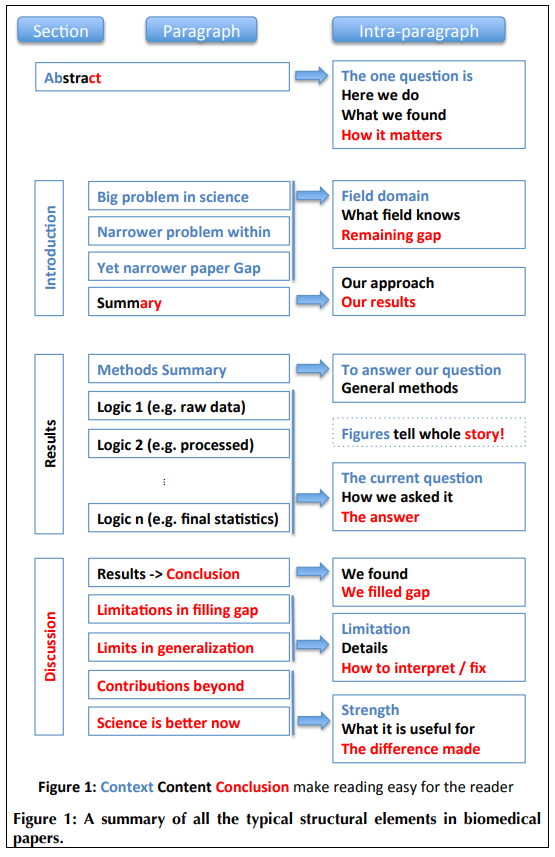 Section
Paragraph
Intra-paragraph
Abstract
The one question is
Here we do
What we found
How it matters
Introduction
Big problem in science
Narrower problem within
Yet narrower paper Gap
Summary
Field domain
What field knows
Remaining gap
Our approach
Our results
Results
Methods Summary
Logic 1 (e.g. raw data)
Logic 2 (e.g. processed)
...
Logic n (e.g. final statistics)
To answer our question
General methods
Figures tell whole story!
The current question
How we asked it
The answer
Discussion
Results -> Conclusion
Limitations in filling gap
Limits in generalization
Contributions beyond
Science is better now
We found
We filled gap
Limitation
Details
How to interpret / fix
Strength
What it is useful for
The difference made
Figure 1: Context Content Conclusion make reading easy for the reader
Figure 1: A summary of all the typical structural elements in biomedical
papers.